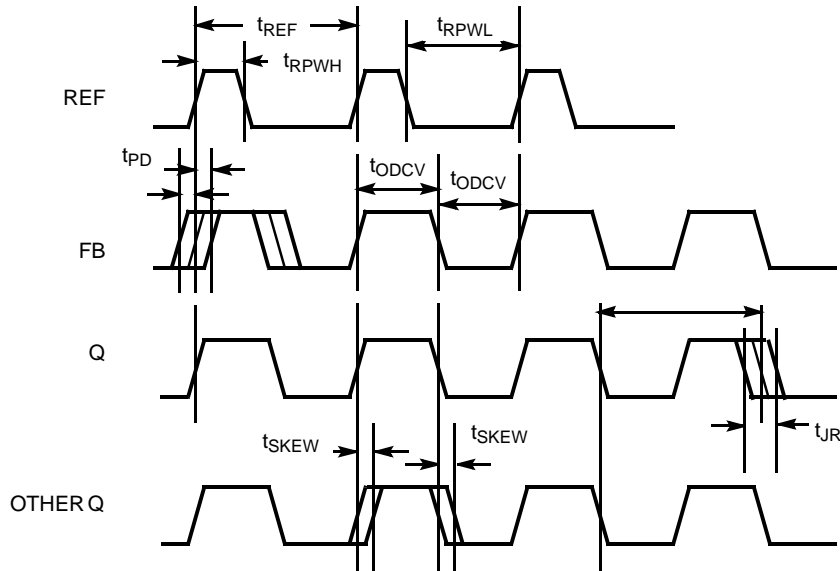 tREF
tRPWL
tRPWH
REF
tPD
tODCV
tODCV
FB
Q
tJR
tSKEW
tSKEW
OTHER Q